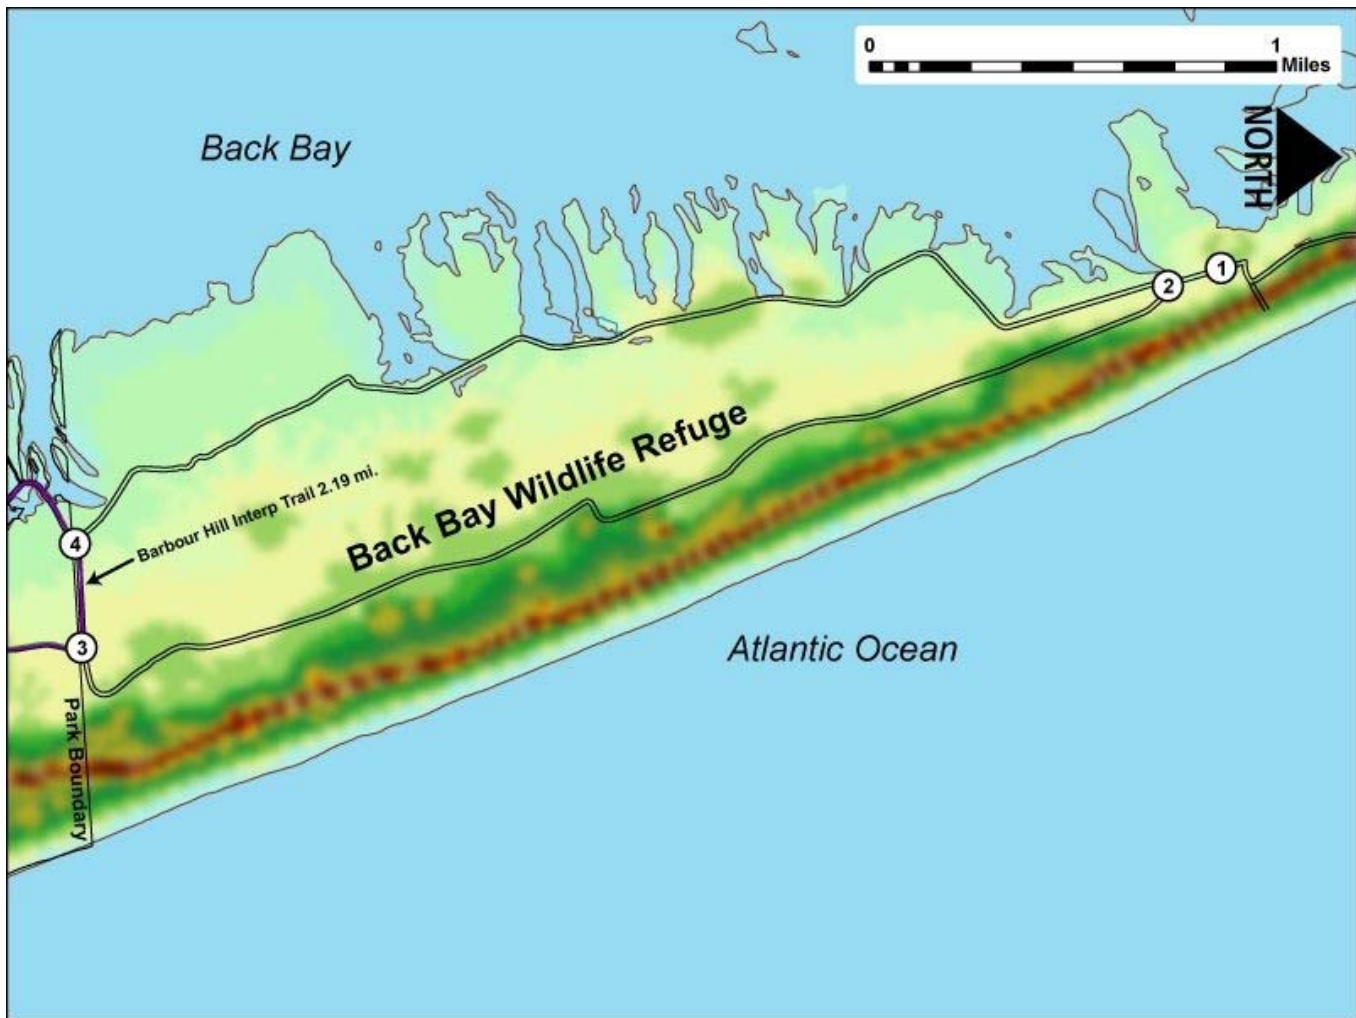 0 1
Miles
NORTH
Back Bay
1
2
Back Bay Wildlife Refuge
Barbour Hill Interp Trail 2.19 mi.
4
3
Atlantic Ocean
Park Boundary